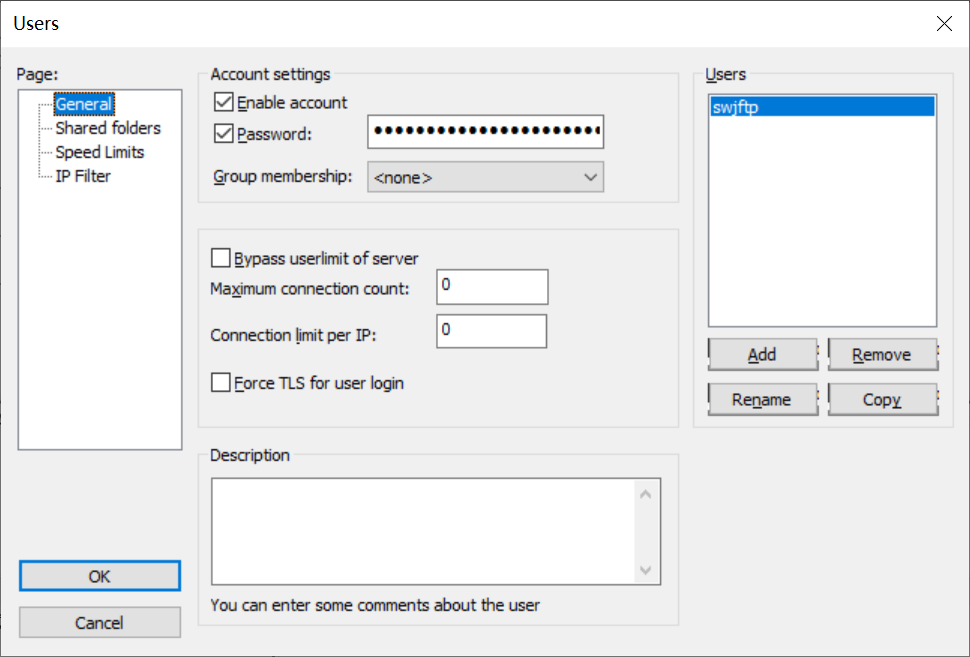 Users
Page:
General
Shared folders
Speed Limits
IP Filter
Account settings
Enable account
Password:
Group membership:
<none>
Bypass userlimit of server
Maximum connection count:
0
Connection limit per IP:
0
Force TLS for user login
Description
You can enter some comments about the user
Users
swjftp
Add
Remove
Rename
Copy
OK
Cancel